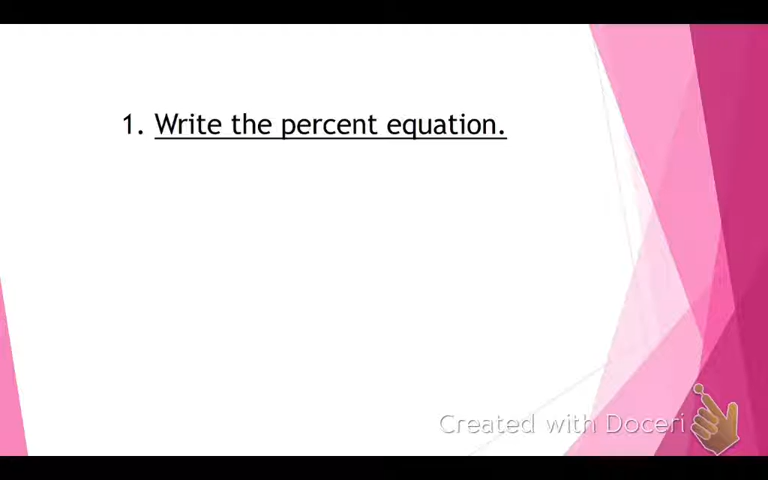 1. Write the percent equation.
Created with Doceri